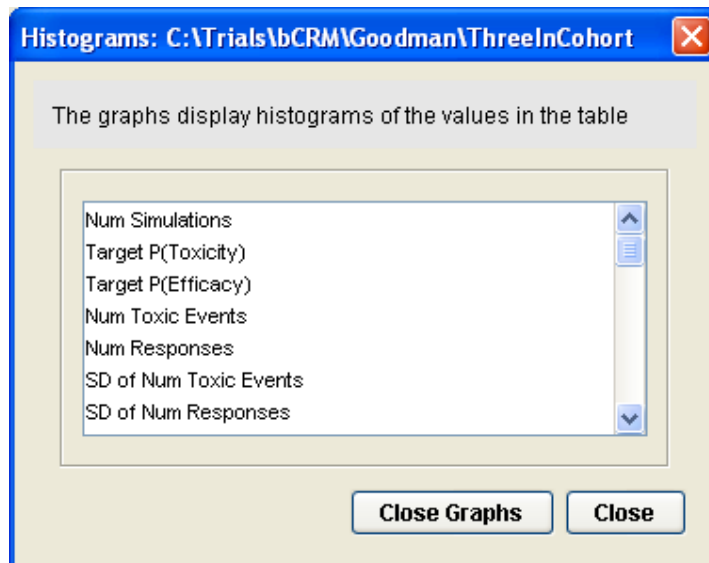 Histograms: C:\Trials\bCRM\Goodman\ThreeInCohort
The graphs display histograms of the values in the table
Num Simulations
Target P(Toxicity)
Target P(Efficacy)
Num Toxic Events
Num Responses
SD of Num Toxic Events
SD of Num Responses
Close Graphs
Close